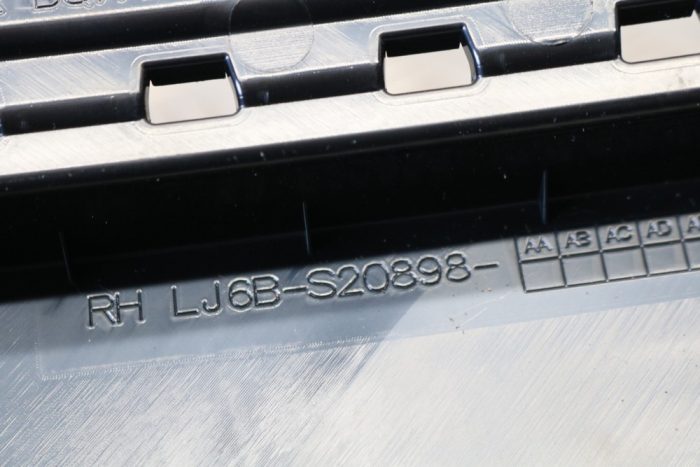 RH LJ6B-S20898-
AA AB AC AD